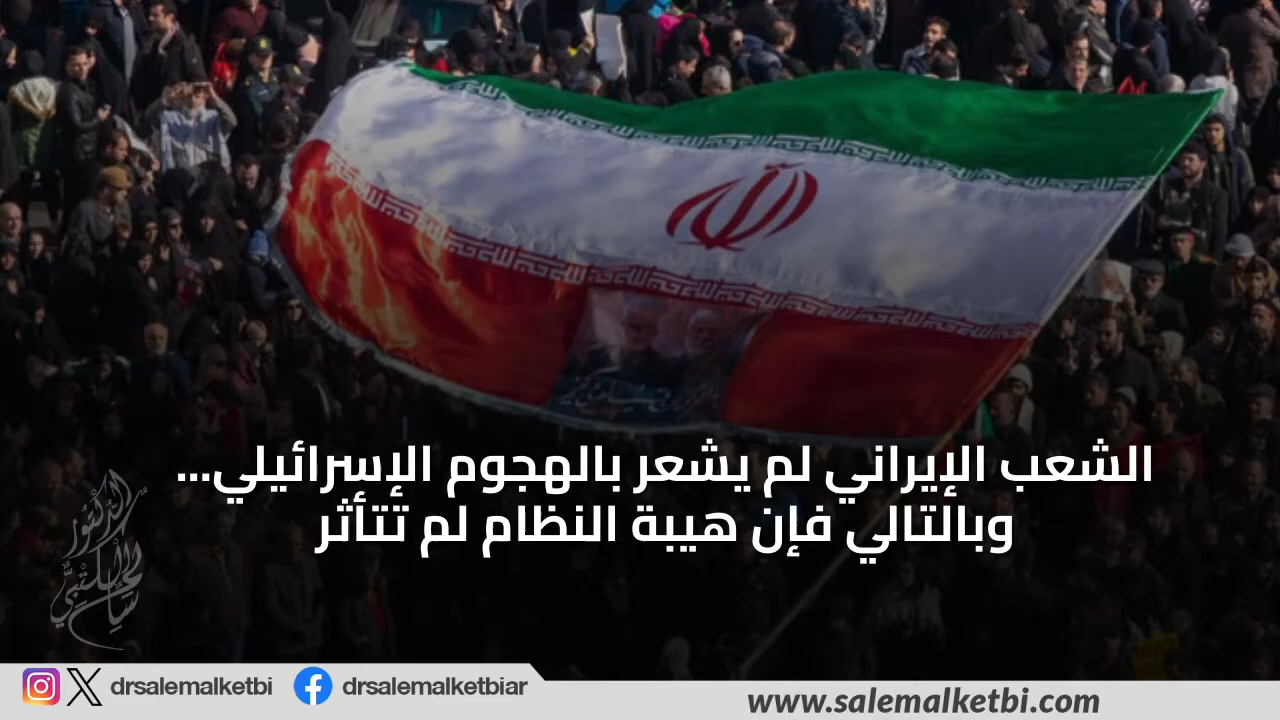 الشعب الإيراني لم يشعر بالهجوم الإسرائيلي...
وبالتالي فإن هيبة النظام لم تتأثر
drsalemalketbi
drsalemalketbiar
www.salemalketbi.com